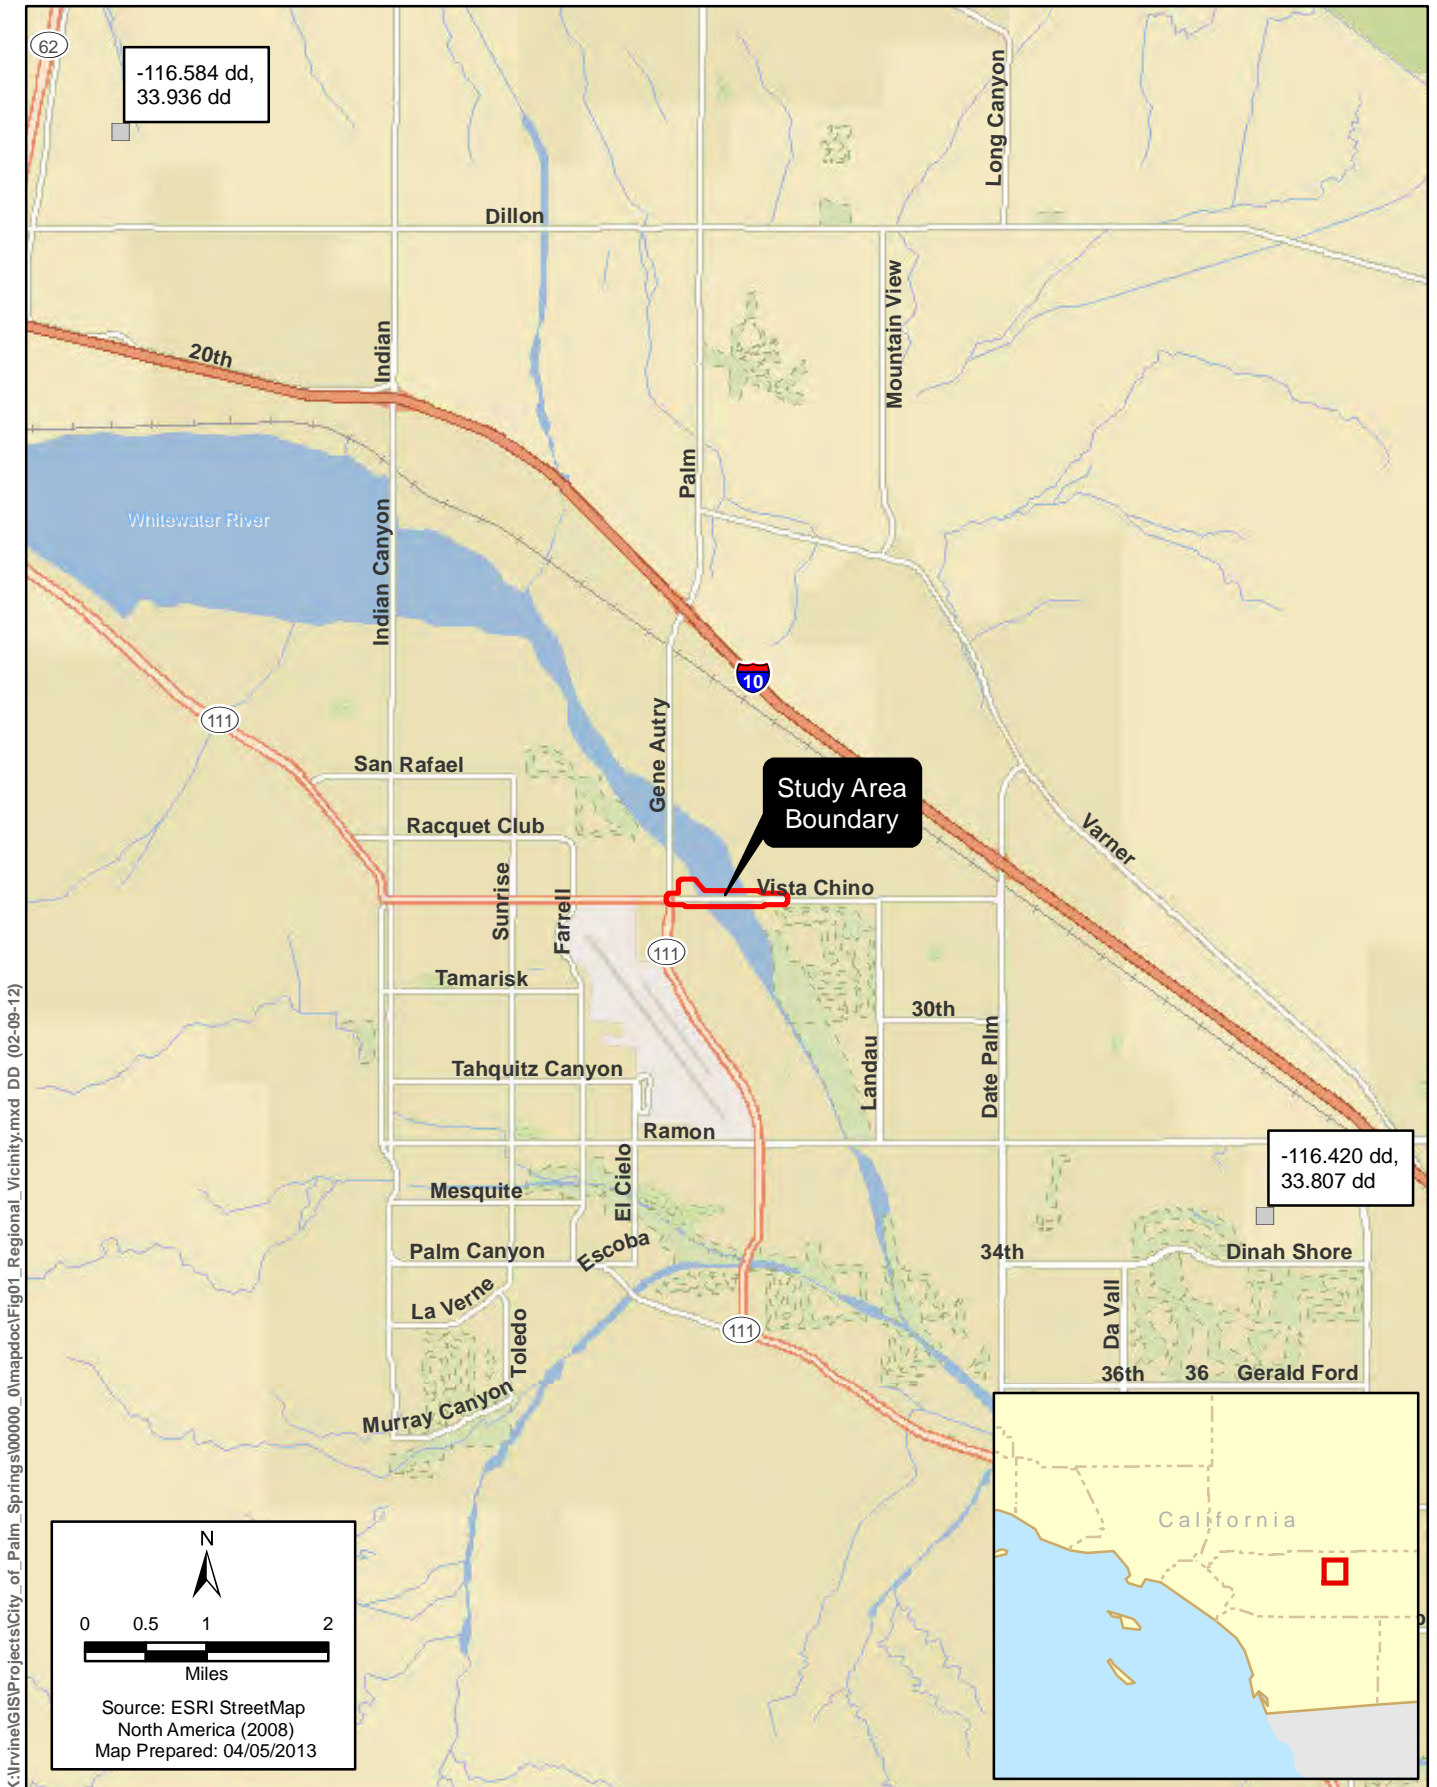 62
-116.584 dd,
33.936 dd
Long Canyon
Dillon
Mountain View
20th
Indian
Palm
Whitewater River
Indian Canyon
10
Gene Autry
111
San Rafael
Study Area
Boundary
Racquet Club
Varner
Sunrise
Farrell
Vista Chino
111
Tamarisk
30th
Landau
Date Palm
Tahquitz Canyon
Ramon
-116.420 dd,
33.807 dd
El Cielo
Mesquite
Palm Canyon
Escoba
34th
Dinah Shore
La Verne
Toledo
111
Da Vall
36th
36
Gerald Ford
Murray Canyon
California
N
0 0.5 1 2
Miles
Source: ESRI StreetMap
North America (2008)
Map Prepared: 04/05/2013
K:\Irvine\GIS\Projects\City_of_Palm_Springs\00000_0\mapdoc\Fig01_Regional_Vicinity.mxd DD (02-09-12)